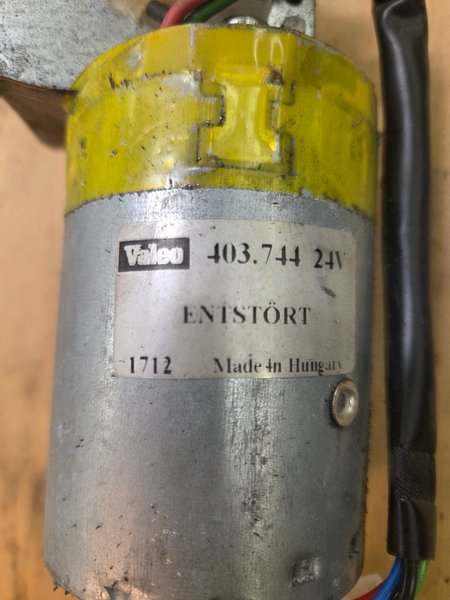 Valeo 403.744 24V
ENTSTÖRT
1712 Made in Hungary